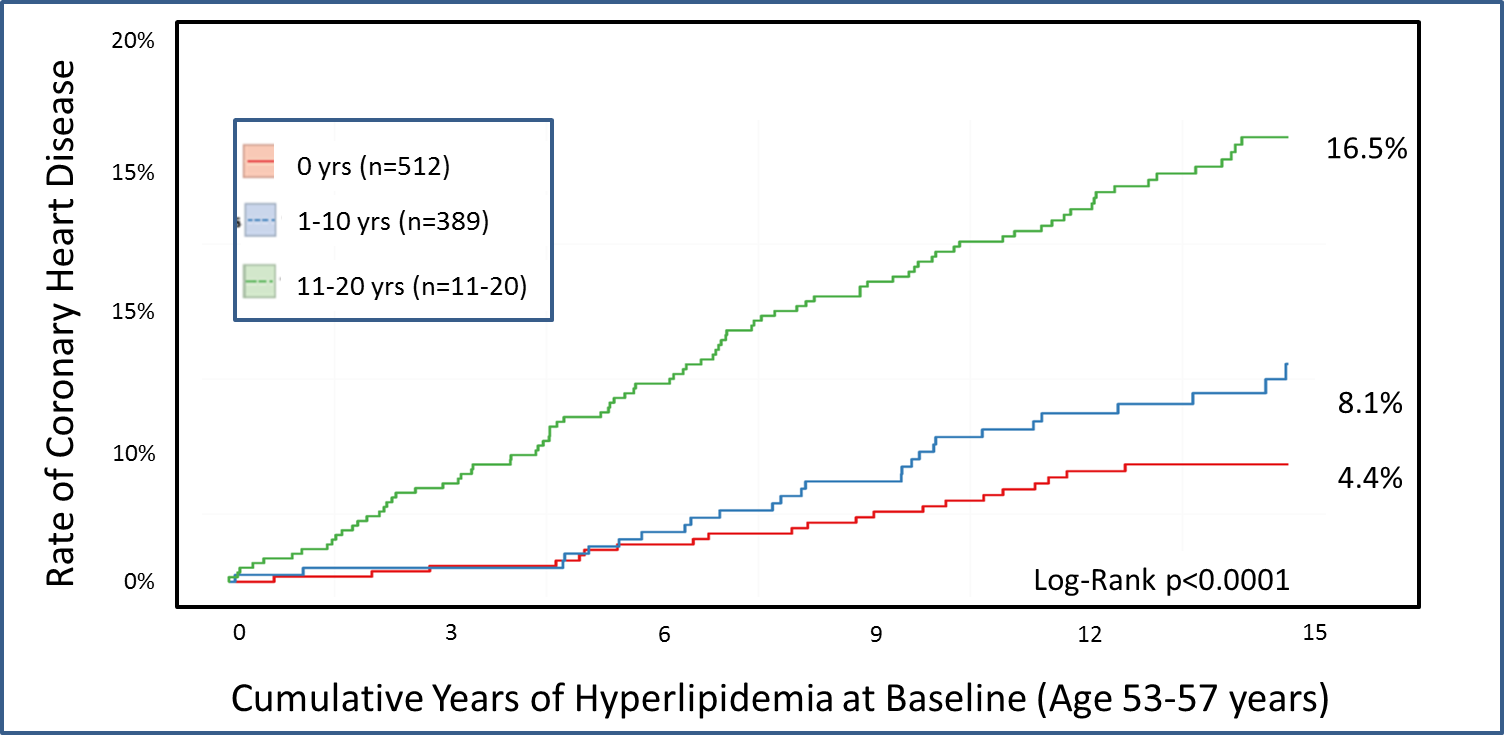 20%
15%
15%
10%
0%
Rate of Coronary Heart Disease
0 yrs (n=512)
1-10 yrs (n=389)
11-20 yrs (n=11-20)
16.5%
8.1%
4.4%
Log-Rank p<0.0001
0 3 6 9 12 15
Cumulative Years of Hyperlipidemia at Baseline (Age 53-57 years)